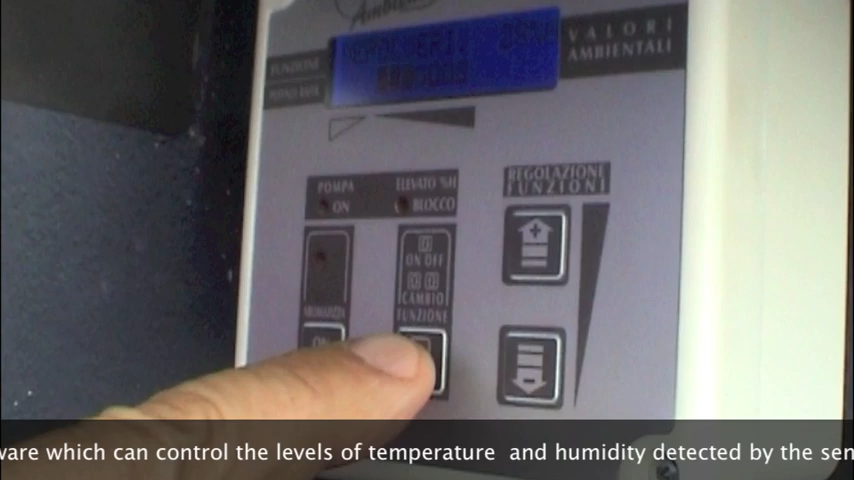 Ambien
VALORI
AMBIENTALI
FUNZIONE
POMPA
ON
ELEVATO %H
BLOCCO
REGOLAZIONE
FUNZIONI
ON OFF
CAMBIO
FUNZIONE
ON
+
-
ware which can control the levels of temperature and humidity detected by the sen